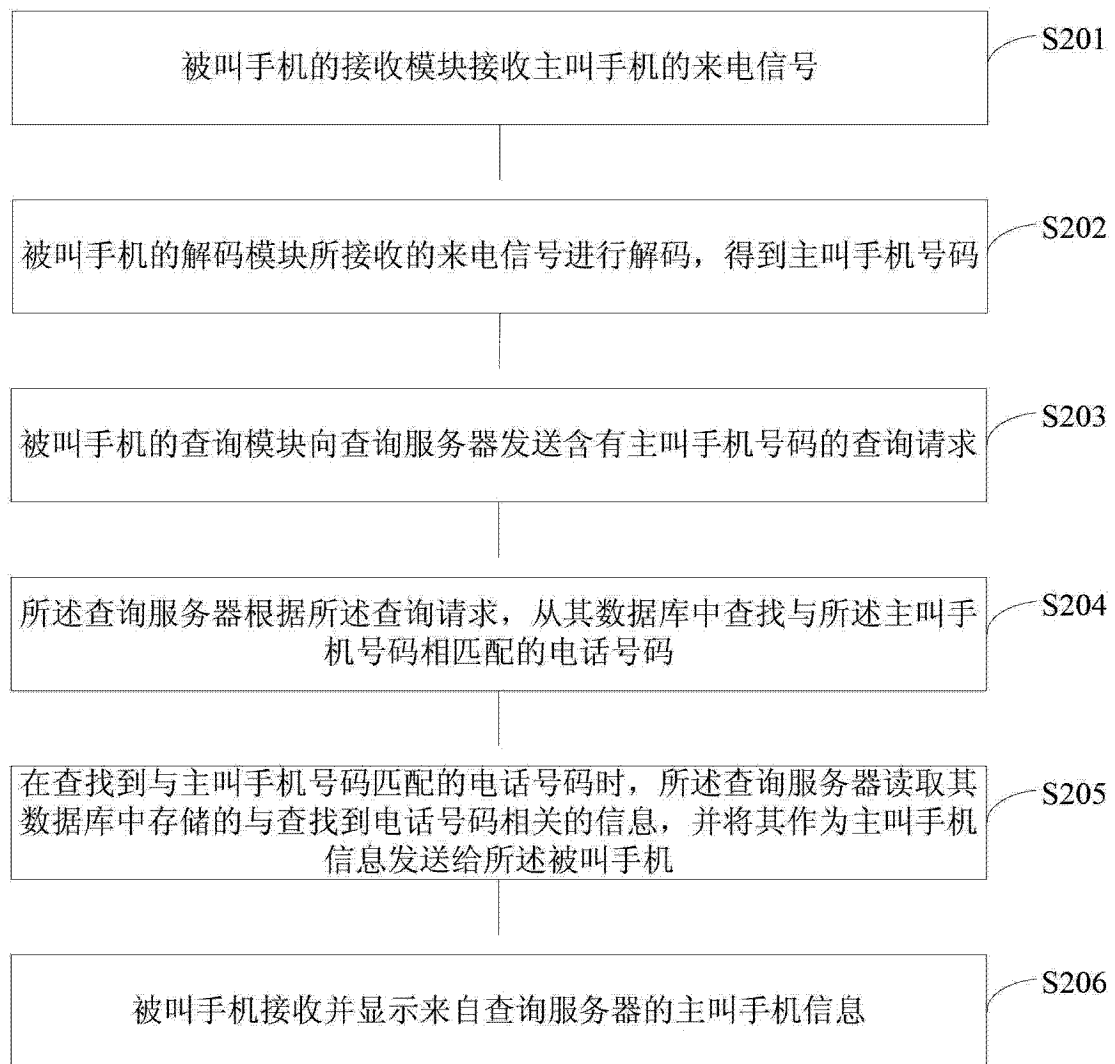 被叫手机的接收模块接收主叫手机的来电信号
S201
被叫手机的解码模块所接收的来电信号进行解码，得到主叫手机号码
S202
被叫手机的查询模块向查询服务器发送含有主叫手机号码的查询请求
S203
所述查询服务器根据所述查询请求，从其数据库中查找与所述主叫手
机号码相匹配的电话号码
S204
在查找到与主叫手机号码匹配的电话号码时，所述查询服务器读取其
数据库中存储的与查找到电话号码相关的信息，并将其作为主叫手机
信息发送给所述被叫手机
S205
被叫手机接收并显示来自查询服务器的主叫手机信息
S206